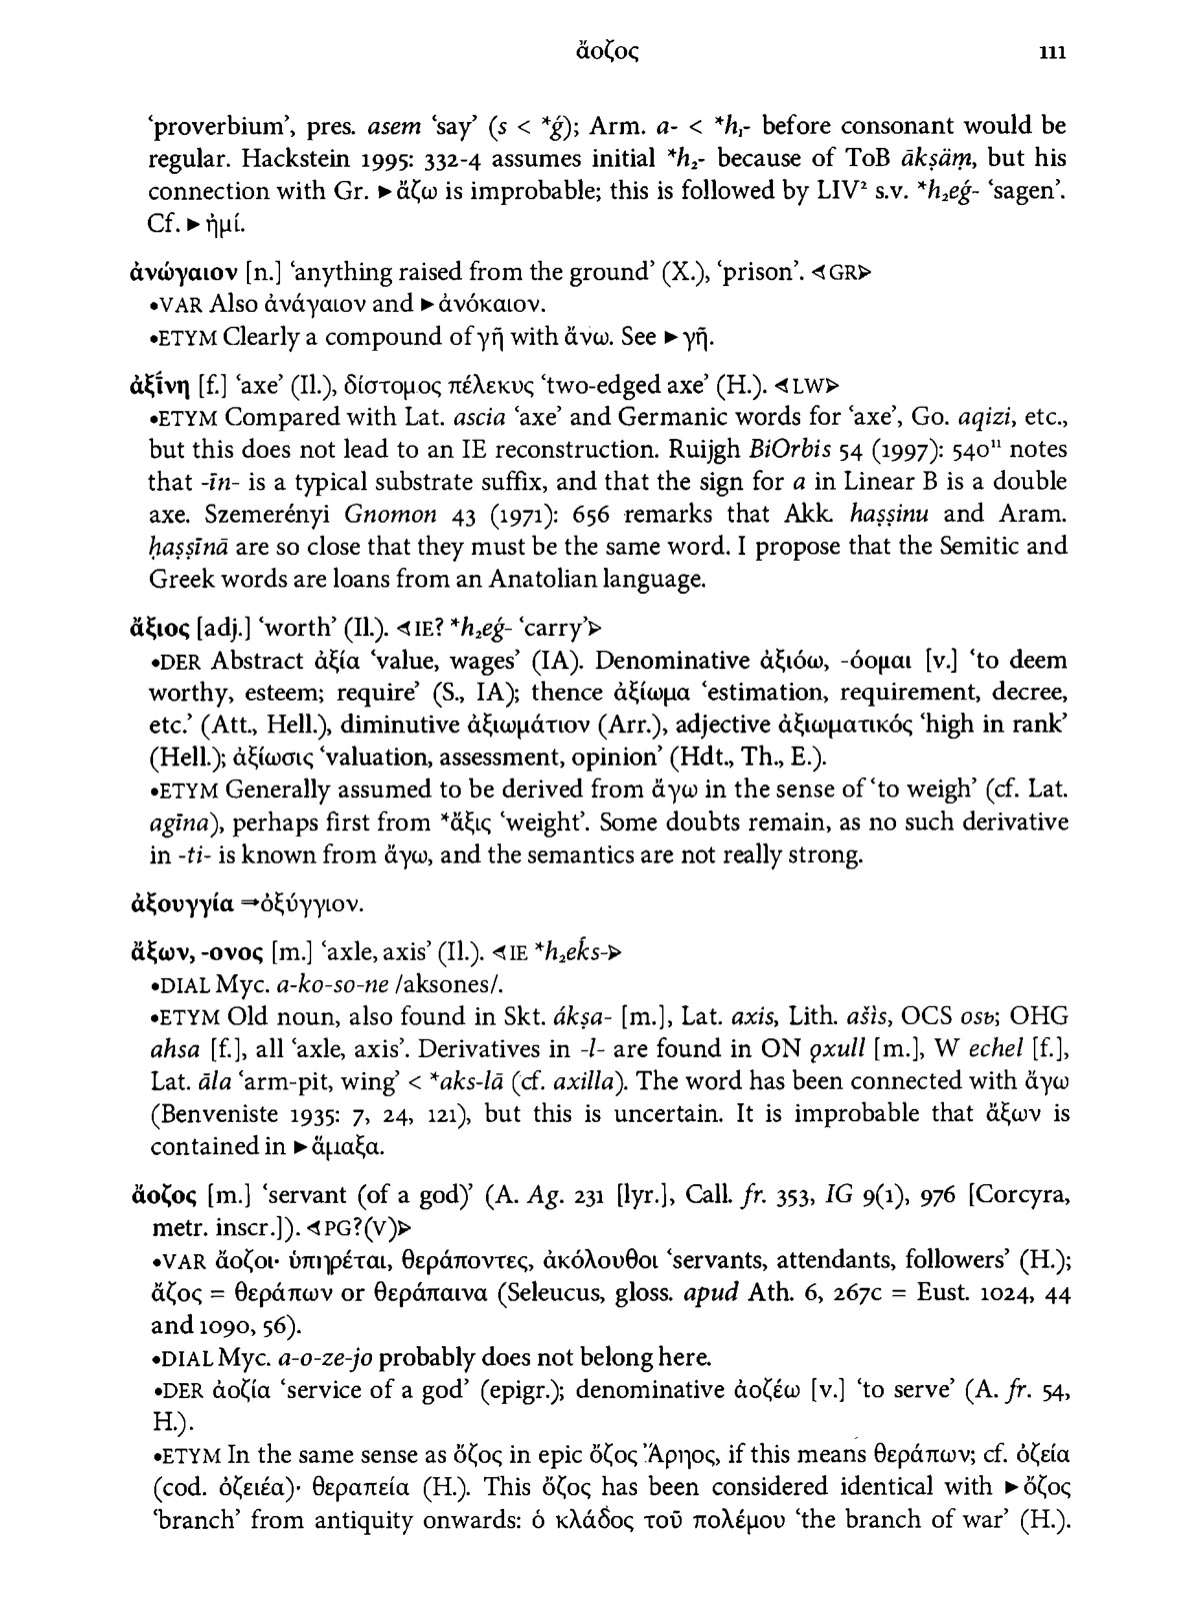 ἄοζος 111
‘proverbium’, pres. asem ‘say’ (s < *ǵ); Arm. a- < *h₁- before consonant would be
regular. Hackstein 1995: 332-4 assumes initial *h₂- because of ToB ākṣäṃ, but his
connection with Gr. ►ἄζω is improbable; this is followed by LIV² s.v. *h₂eǵ- ‘sagen’.
Cf. ►ἠμί.
ἀνώγαιον [n.] ‘anything raised from the ground’ (X.), ‘prison’. ◁GR▷
•VAR Also ἀνάγαιον and ►ἀνόκαιον.
•ETYM Clearly a compound of γῆ with ἄνω. See ►γῆ.
ἀξῑ́νη [f.] ‘axe’ (Il.), δίστομος πέλεκυς ‘two-edged axe’ (H.). ◁LW▷
•ETYM Compared with Lat. ascia ‘axe’ and Germanic words for ‘axe’, Go. aqizi, etc.,
but this does not lead to an IE reconstruction. Ruijgh BiOrbis 54 (1997): 540¹¹ notes
that -īn- is a typical substrate suffix, and that the sign for a in Linear B is a double
axe. Szemerényi Gnomon 43 (1971): 656 remarks that Akk. haṣṣinu and Aram.
ḥaṣṣīnā are so close that they must be the same word. I propose that the Semitic and
Greek words are loans from an Anatolian language.
ἄξιος [adj.] ‘worth’ (Il.). ◁IE? *h₂eǵ- ‘carry’▷
•DER Abstract ἀξία ‘value, wages’ (IA). Denominative ἀξιόω, -όομαι [v.] ‘to deem
worthy, esteem; require’ (S., IA); thence ἀξίωμα ‘estimation, requirement, decree,
etc.’ (Att., Hell.), diminutive ἀξιωμάτιον (Arr.), adjective ἀξιωματικός ‘high in rank’
(Hell.); ἀξίωσις ‘valuation, assessment, opinion’ (Hdt., Th., E.).
•ETYM Generally assumed to be derived from ἄγω in the sense of ‘to weigh’ (cf. Lat.
agīna), perhaps first from *ἄξις ‘weight’. Some doubts remain, as no such derivative
in -ti- is known from ἄγω, and the semantics are not really strong.
ἀξουγγία ⇒ὀξύγγιον.
ἄξων, -ονος [m.] ‘axle, axis’ (Il.). ◁IE *h₂eḱs-▷
•DIAL Myc. a-ko-so-ne /aksones/.
•ETYM Old noun, also found in Skt. ákṣa- [m.], Lat. axis, Lith. ašìs, OCS osь; OHG
ahsa [f.], all ‘axle, axis’. Derivatives in -l- are found in ON ǫxull [m.], W echel [f.],
Lat. āla ‘arm-pit, wing’ < *aks-lā (cf. axilla). The word has been connected with ἄγω
(Benveniste 1935: 7, 24, 121), but this is uncertain. It is improbable that ἄξων is
contained in ►ἅμαξα.
ἄοζος [m.] ‘servant (of a god)’ (A. Ag. 231 [lyr.], Call. fr. 353, IG 9(1), 976 [Corcyra,
metr. inscr.]). ◁PG?(V)▷
•VAR ἄοζοι· ὑπηρέται, θεράποντες, ἀκόλουθοι ‘servants, attendants, followers’ (H.);
ἄζος = θεράπων or θεράπαινα (Seleucus, gloss. apud Ath. 6, 267c = Eust. 1024, 44
and 1090, 56).
•DIAL Myc. a-o-ze-jo probably does not belong here.
•DER ἀοζία ‘service of a god’ (epigr.); denominative ἀοζέω [v.] ‘to serve’ (A. fr. 54,
H.).
•ETYM In the same sense as ὄζος in epic ὄζος Ἄρηος, if this means θεράπων; cf. ὀζεία
(cod. ὀζειέα)· θεραπεία (H.). This ὄζος has been considered identical with ►ὄζος
‘branch’ from antiquity onwards: ὁ κλάδος τοῦ πολέμου ‘the branch of war’ (H.).